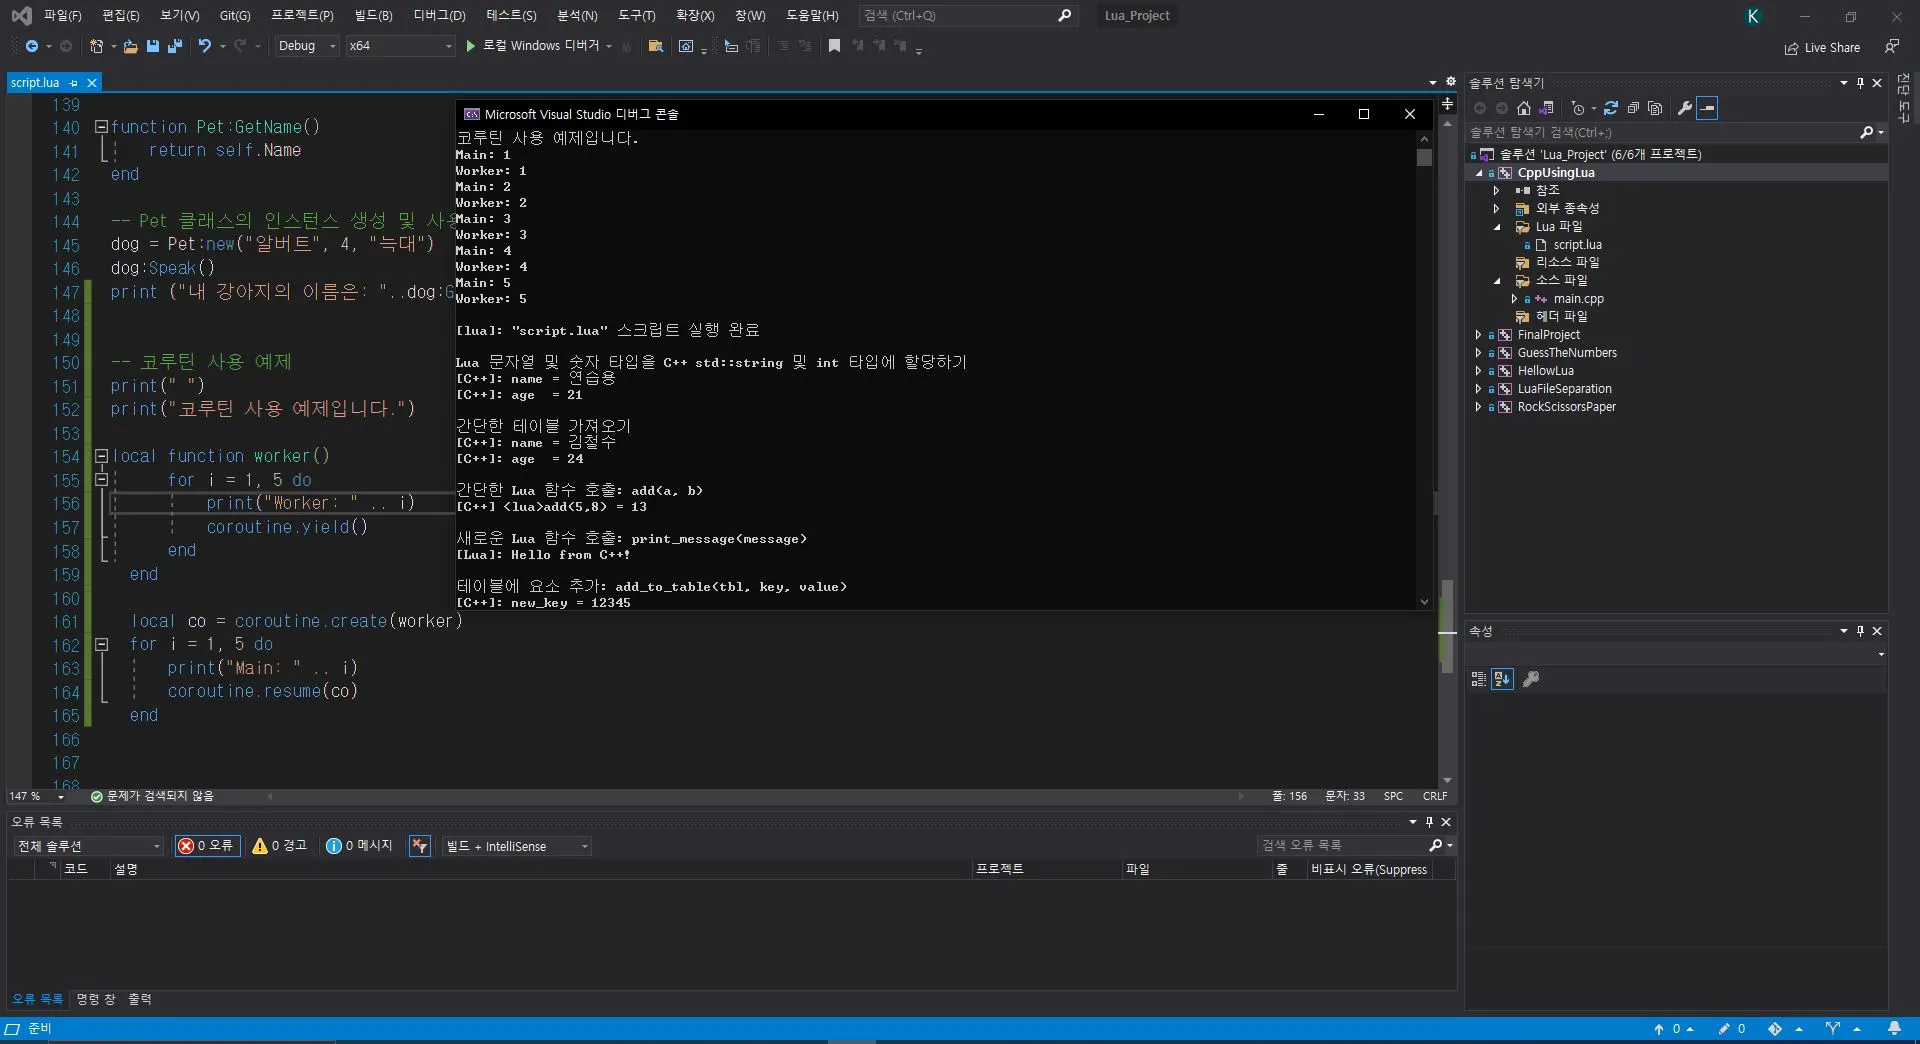 파일(F) 편집(E) 보기(V) Git(G) 프로젝트(P) 빌드(B) 디버그(D) 테스트(S) 분석(N) 도구(T) 확장(X) 창(W) 도움말(H) 검색 (Ctrl+Q) Lua_Project K
Debug x64 로컬 Windows 디버거 Live Share
script.lua
139
140 function Pet:GetName()
141 return self.Name
142 end
143
144 -- Pet 클래스의 인스턴스 생성 및 사용
145 dog = Pet:new("알버트", 4, "늑대")
146 dog:Speak()
147 print ("내 강아지의 이름은: "..dog:G
148
149
150 -- 코루틴 사용 예제
151 print(" ")
152 print("코루틴 사용 예제입니다.")
153
154 local function worker()
155 for i = 1, 5 do
156 print("Worker: " .. i)
157 coroutine.yield()
158 end
159 end
160
161 local co = coroutine.create(worker)
162 for i = 1, 5 do
163 print("Main: " .. i)
164 coroutine.resume(co)
165 end
166
167
168
Microsoft Visual Studio 디버그 콘솔
코루틴 사용 예제입니다.
Main: 1
Worker: 1
Main: 2
Worker: 2
Main: 3
Worker: 3
Main: 4
Worker: 4
Main: 5
Worker: 5
[lua]: "script.lua" 스크립트 실행 완료
Lua 문자열 및 숫자 타입을 C++ std::string 및 int 타입에 할당하기
[C++]: name = 연습용
[C++]: age = 21
간단한 테이블 가져오기
[C++]: name = 김철수
[C++]: age = 24
간단한 Lua 함수 호출: add(a, b)
[C++] <lua>add(5,8) = 13
새로운 Lua 함수 호출: print_message(message)
[Lua]: Hello from C++!
테이블에 요소 추가: add_to_table(tbl, key, value)
[C++]: new_key = 12345
147 % 문제가 검색되지 않음 줄: 156 문자: 33 SPC CRLF
솔루션 탐색기
솔루션 탐색기 검색(Ctrl+;)
솔루션 'Lua_Project' (6/6개 프로젝트)
CppUsingLua
참조
외부 종속성
Lua 파일
script.lua
리소스 파일
소스 파일
main.cpp
헤더 파일
FinalProject
GuessTheNumbers
HellowLua
LuaFileSeparation
RockScissorsPaper
진단 도구
속성
오류 목록
전체 솔루션 0 오류 0 경고 0 메시지 빌드 + IntelliSense 검색 오류 목록
코드 설명 프로젝트 파일 줄 비표시 오류(Suppress
오류 목록 명령 창 출력
준비 0 0